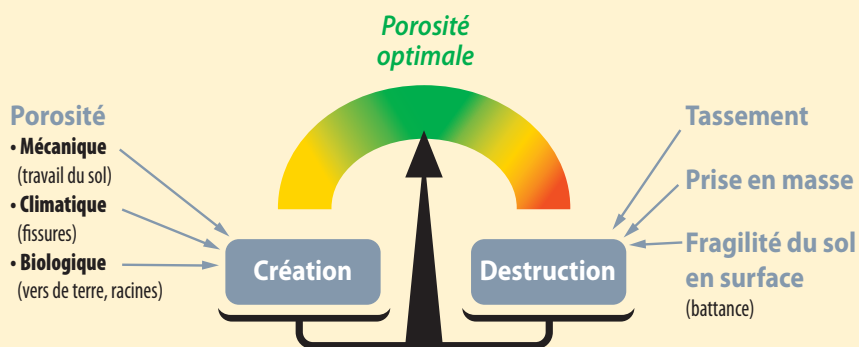 Porosité
optimale
Porosité
• Mécanique
(travail du sol)
• Climatique
(fissures)
• Biologique
(vers de terre, racines)
Création
Destruction
Tassement
Prise en masse
Fragilité du sol
en surface
(battance)